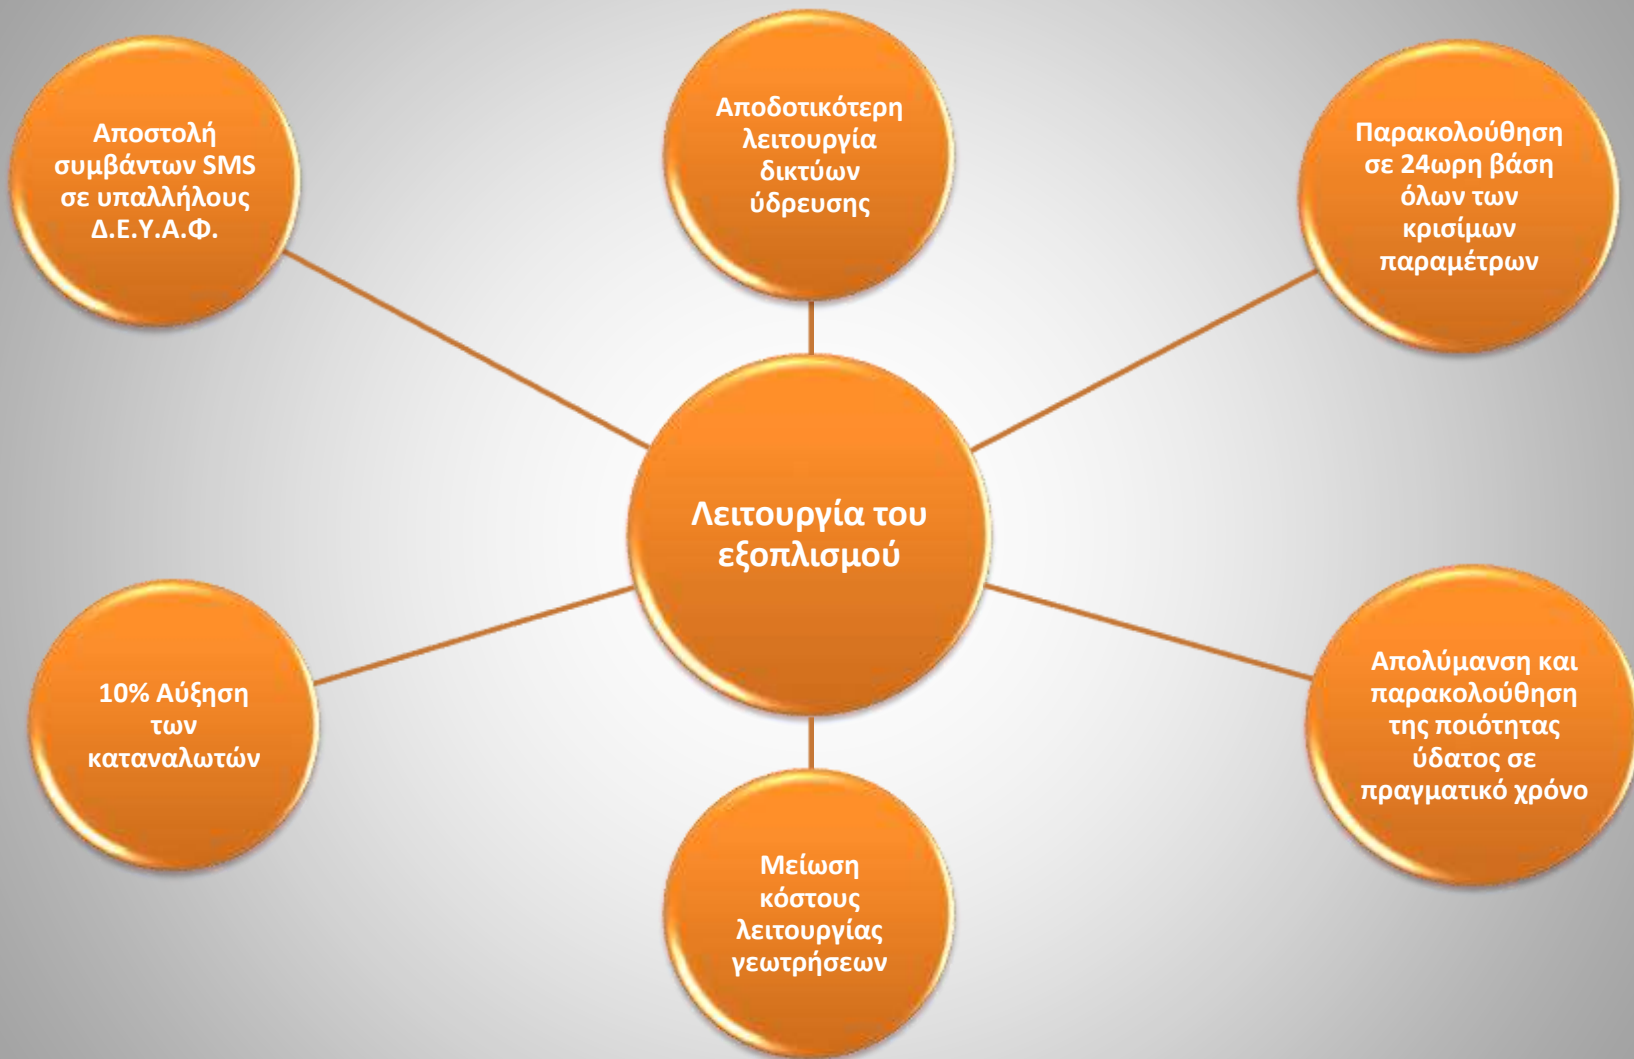 Αποστολή
συμβάντων SMS
σε υπαλλήλους
Δ.Ε.Υ.Α.Φ.
Αποδοτικότερη
λειτουργία
δικτύων
ύδρευσης
Παρακολούθηση
σε 24ωρη βάση
όλων των
κρισίμων
παραμέτρων
Λειτουργία του
εξοπλισμού
10% Αύξηση
των
καταναλωτών
Μείωση
κόστους
λειτουργίας
γεωτρήσεων
Απολύμανση και
παρακολούθηση
της ποιότητας
ύδατος σε
πραγματικό χρόνο